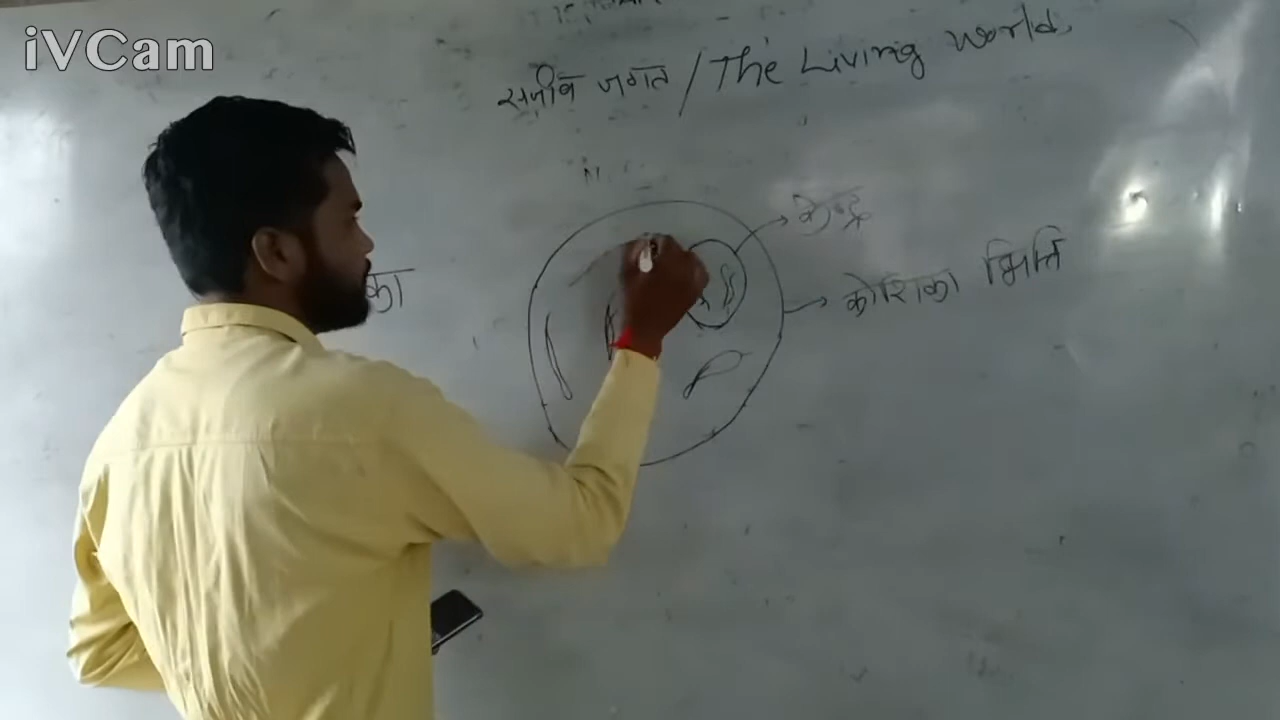 iVCam
सजीव जगत / The Living World,
केन्द्र
कोशिका भित्ति
का